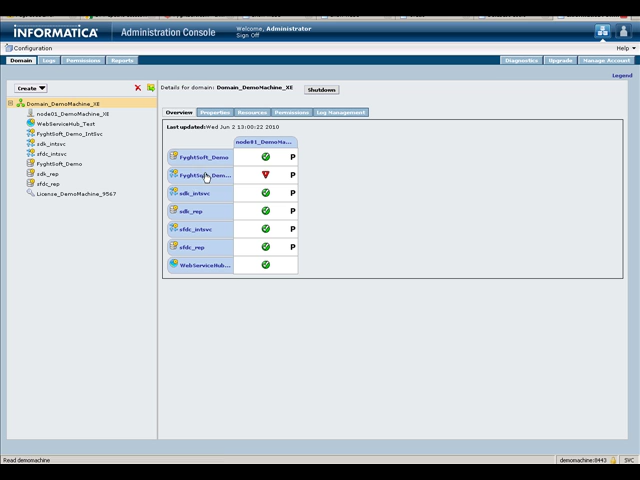 INFORMATICA Administration Console Welcome, Administrator
Sign Off
Configuration Help
Domain Logs Permissions Reports Diagnostics Upgrade Manage Account
Legend
Create Details for domain: Domain_DemoMachine_XE Shutdown
Domain_DemoMachine_XE
node01_DemoMachine_XE
WebServiceHub_Test
FyghtSoft_Demo_IntSvc
sdk_intsvc
sfdc_intsvc
FyghtSoft_Demo
sdk_rep
sfdc_rep
License_DemoMachine_9567
Overview Properties Resources Permissions Log Management
Last updated:Wed Jun 2 13:00:22 2010
node01_DemoMa...
FyghtSoft_Demo P
FyghtSoft_Dem... P
sdk_intsvc P
sdk_rep P
sfdc_intsvc P
sfdc_rep P
WebServiceHub...
Read demomachine demomachine:8443 SVC